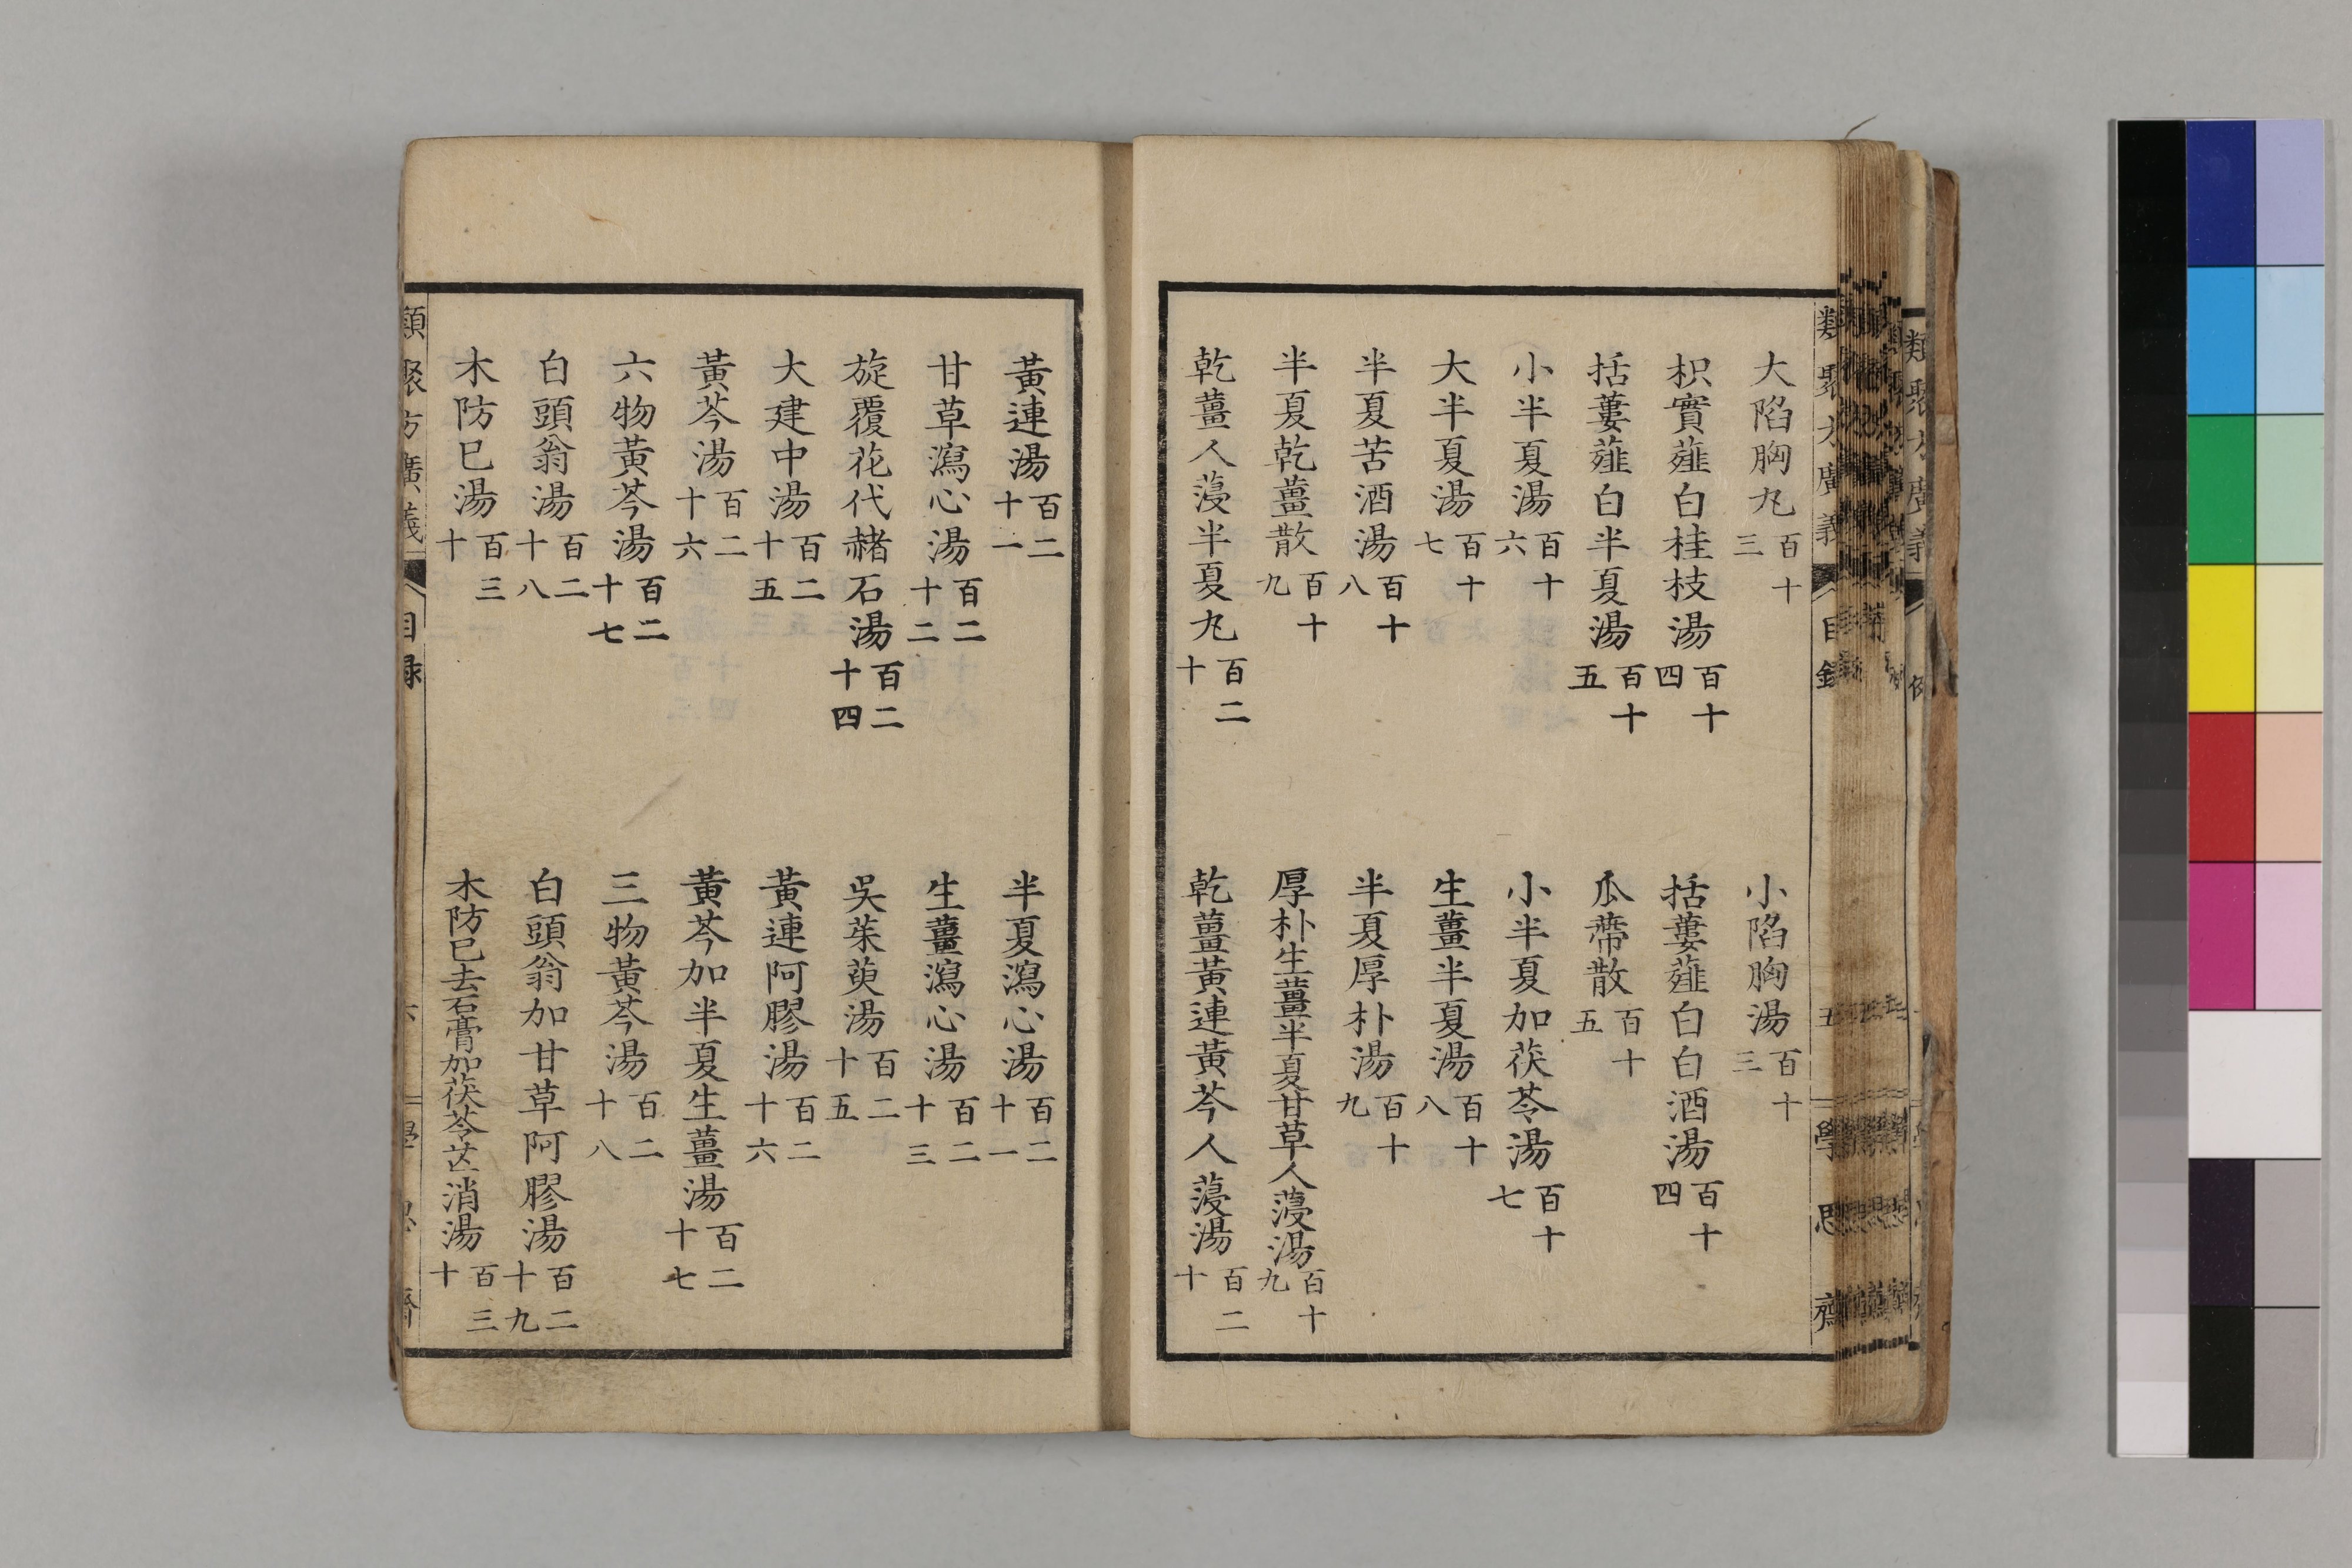 大陷胸丸 百十三
小陷胸湯 百十三
枳實薤白桂枝湯 百十四
括蔞薤白白酒湯 百十四
括蔞薤白半夏湯 百十五
瓜蔕散 百十五
小半夏湯 百十六
小半夏加茯苓湯 百十七
大半夏湯 百十七
生薑半夏湯 百十八
半夏苦酒湯 百十八
半夏厚朴湯 百十九
半夏乾薑散 百十九
厚朴生薑半夏甘草人薓湯 百十九
乾薑人薓半夏丸 百二十
乾薑黃連黃芩人薓湯 百二十
黃連湯 百二十一
半夏瀉心湯 百二十一
甘草瀉心湯 百二十二
生薑瀉心湯 百二十三
旋覆花代赭石湯 百二十四
吳茱萸湯 百二十五
大建中湯 百二十五
黃連阿膠湯 百二十六
黃芩湯 百二十六
黃芩加半夏生薑湯 百二十七
六物黃芩湯 百二十七
三物黃芩湯 百二十八
白頭翁湯 百二十八
白頭翁加甘草阿膠湯 百二十九
木防已湯 百三十
木防已去石膏加茯苓芒消湯 百三十
類聚方廣義
目錄
五
學思齋